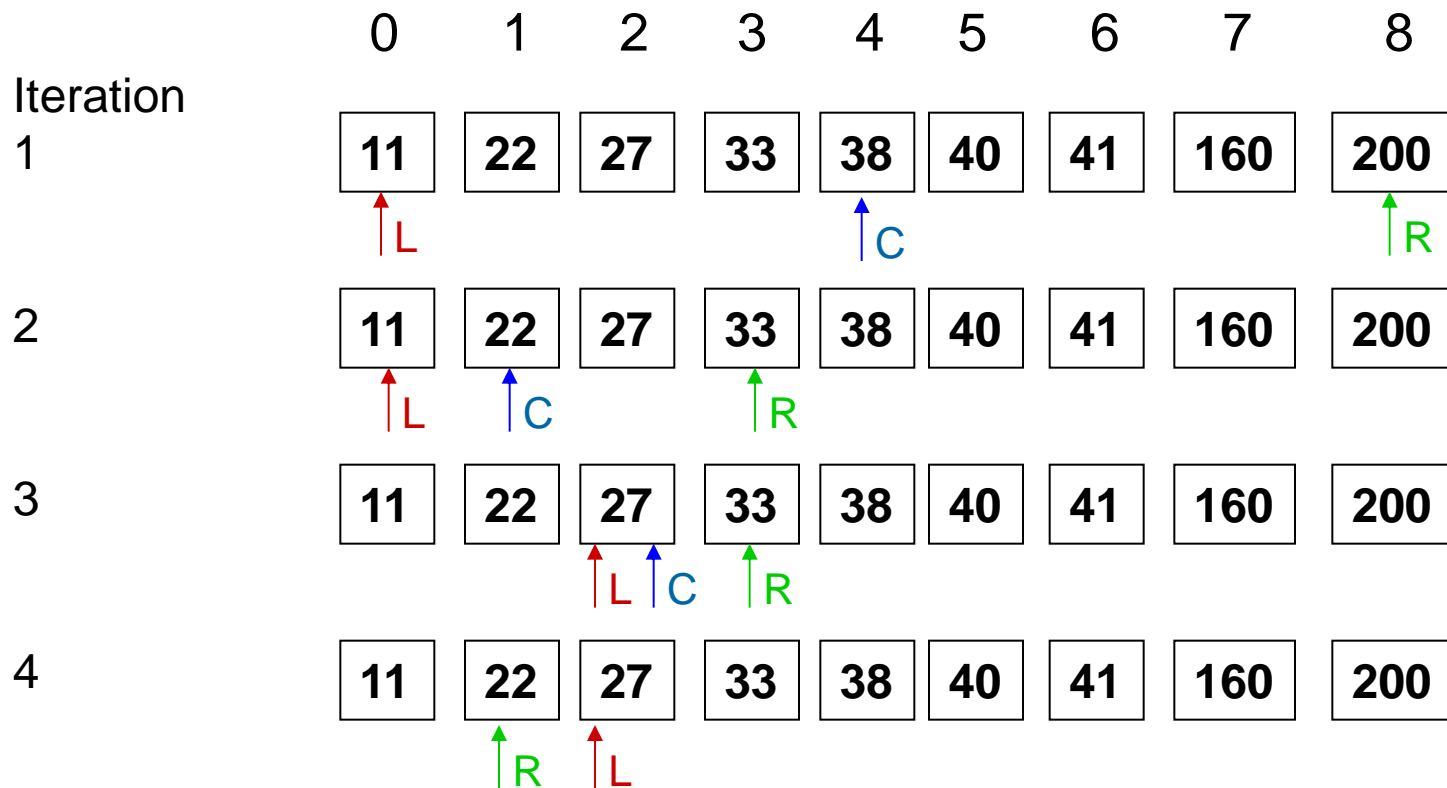 0 1 2 3 4 5 6 7 8
Iteration
1 11 22 27 33 38 40 41 160 200
L C R
2 11 22 27 33 38 40 41 160 200
L C R
3 11 22 27 33 38 40 41 160 200
L C R
4 11 22 27 33 38 40 41 160 200
R L